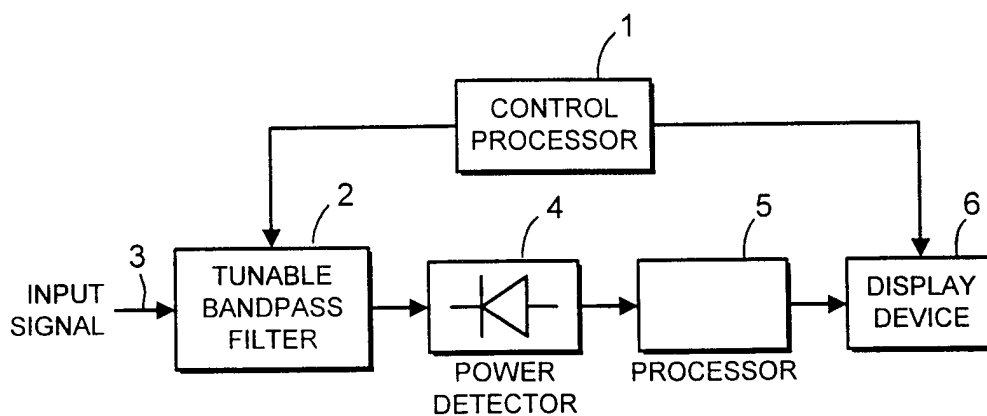 1
CONTROL
PROCESSOR
2
4
5
6
3
INPUT
SIGNAL
TUNABLE
BANDPASS
FILTER
DISPLAY
DEVICE
POWER
DETECTOR
PROCESSOR